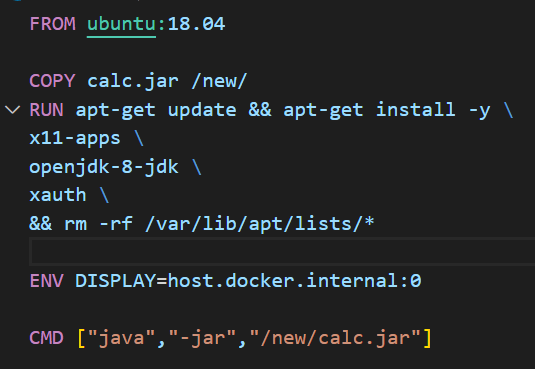 FROM ubuntu:18.04
COPY calc.jar /new/
RUN apt-get update && apt-get install -y \
x11-apps \
openjdk-8-jdk \
xauth \
&& rm -rf /var/lib/apt/lists/*
ENV DISPLAY=host.docker.internal:0
CMD ["java","-jar","/new/calc.jar"]